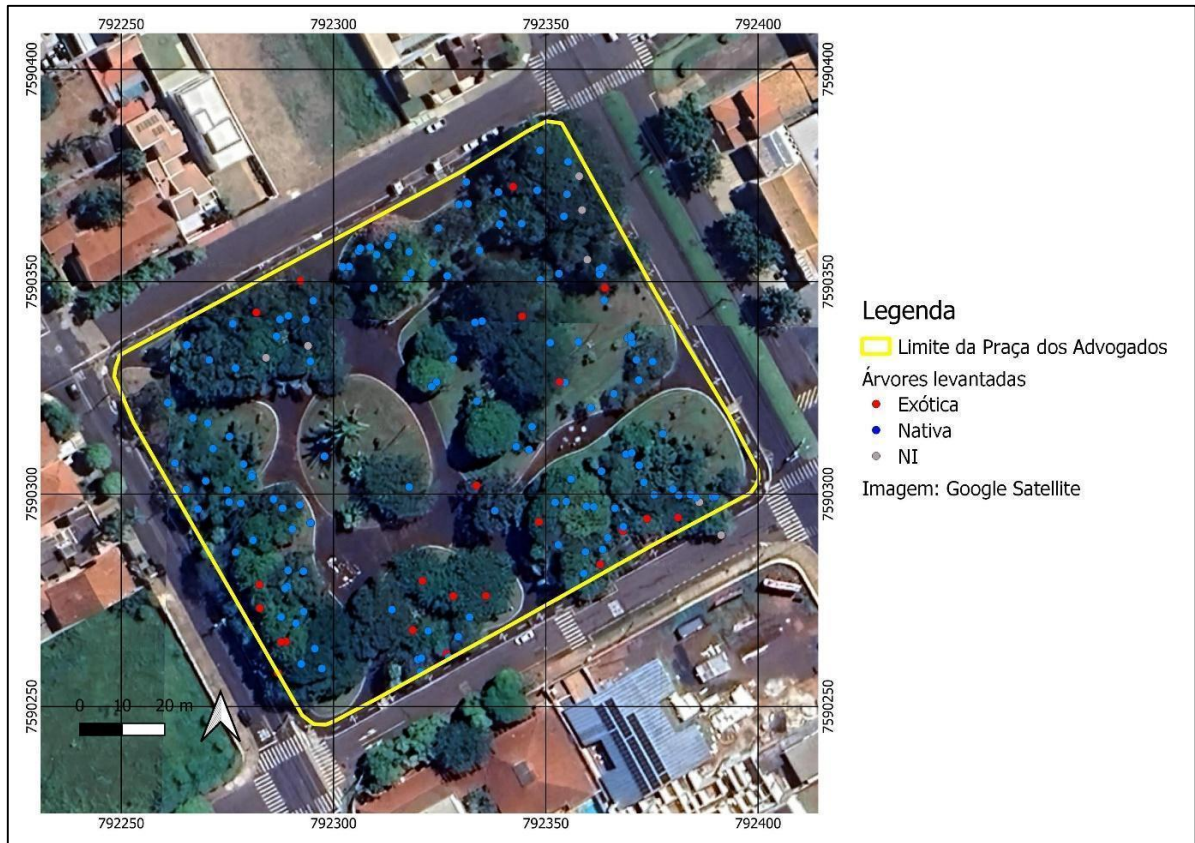 792250 792300 792350 792400
7590400 7590400
7590350 7590350
7590300 7590300
7590250 7590250
0 10 20 m
792250 792300 792350 792400
Legenda
Limite da Praça dos Advogados
Árvores levantadas
Exótica
Nativa
NI
Imagem: Google Satellite